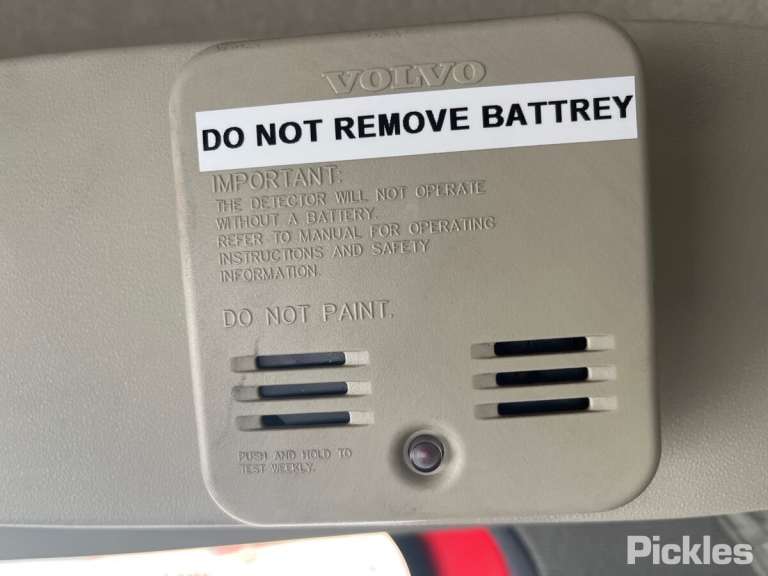 VOLVO
DO NOT REMOVE BATTREY
IMPORTANT:
THE DETECTOR WILL NOT OPERATE
WITHOUT A BATTERY.
REFER TO MANUAL FOR OPERATING
INSTRUCTIONS AND SAFETY
INFORMATION.
DO NOT PAINT.
PUSH AND HOLD TO
TEST WEEKLY.
Pickles